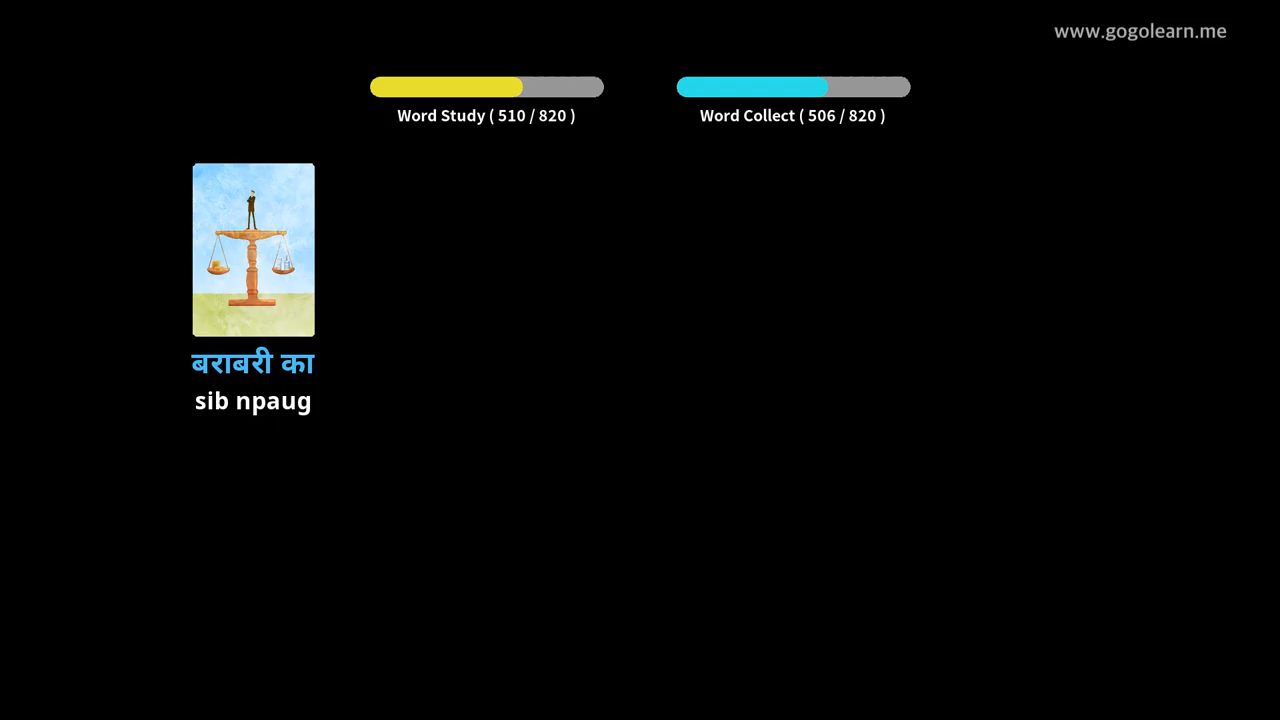 www.gogolearn.me
Word Study ( 510 / 820 )
Word Collect ( 506 / 820 )
बराबरी का
sib npaug